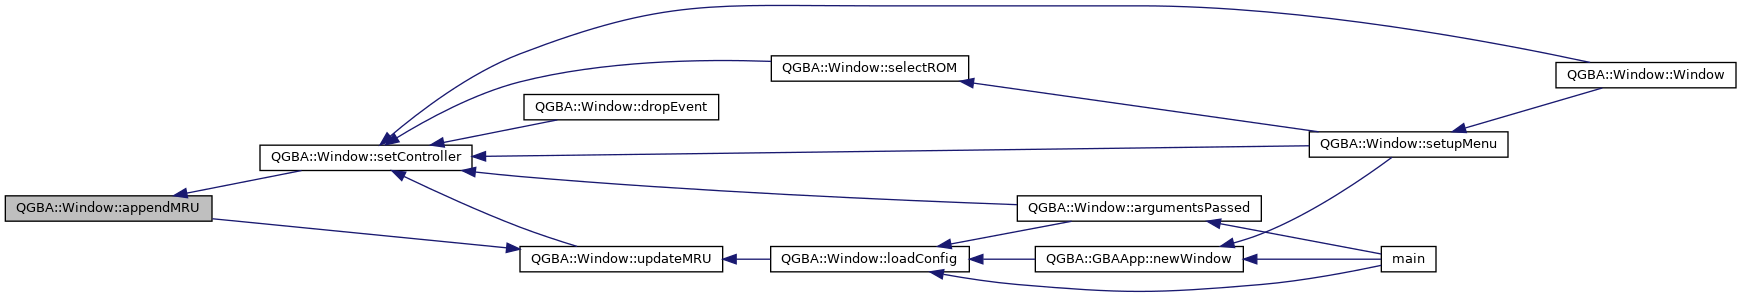 QGBA::Window::Window
QGBA::Window::selectROM
QGBA::Window::dropEvent
QGBA::Window::setupMenu
QGBA::Window::setController
QGBA::Window::appendMRU
QGBA::Window::argumentsPassed
QGBA::Window::updateMRU
QGBA::Window::loadConfig
QGBA::GBAApp::newWindow
main